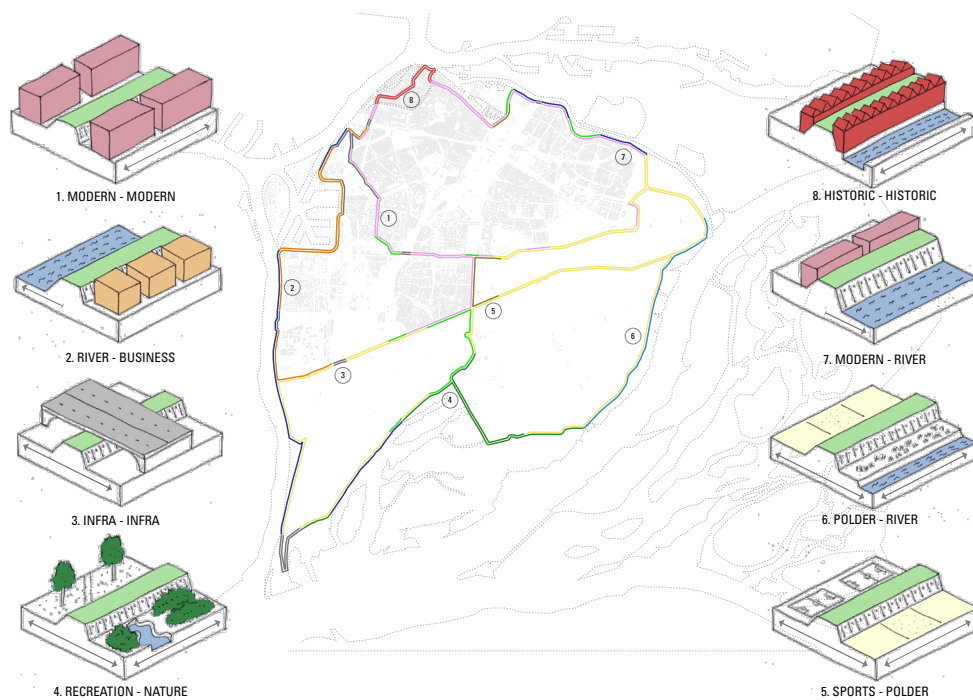 1. MODERN - MODERN
2. RIVER - BUSINESS
3. INFRA - INFRA
4. RECREATION - NATURE
8
7
1
2
5
6
3
4
8. HISTORIC - HISTORIC
7. MODERN - RIVER
6. POLDER - RIVER
5. SPORTS - POLDER